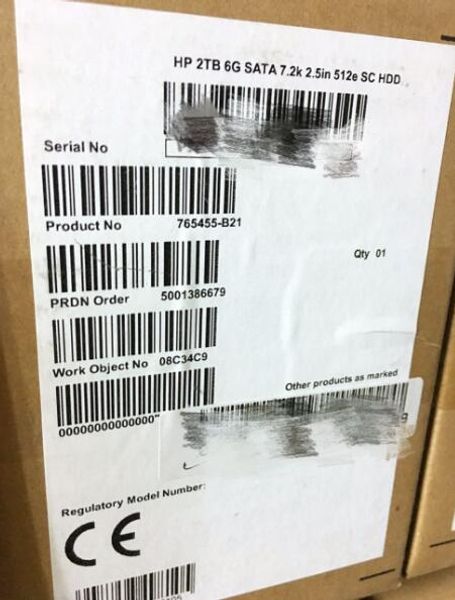 HP 2TB 6G SATA 7.2k 2.5in 512e SC HDD
Serial No
Product No 765455-B21
Qty 01
PRDN Order 5001386679
Work Object No 08C34C9
Other products as marked
00000000000000"
Regulatory Model Number:
CE